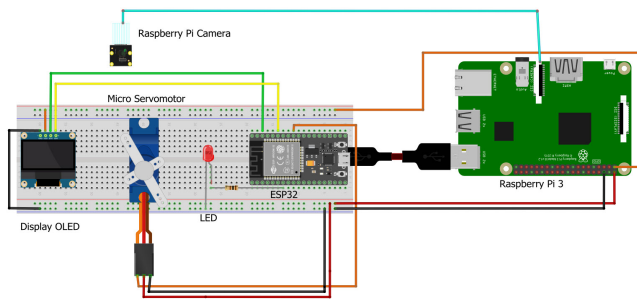 Raspberry Pi Camera
Micro Servomotor
Display OLED
LED
ESP32
Raspberry Pi 3